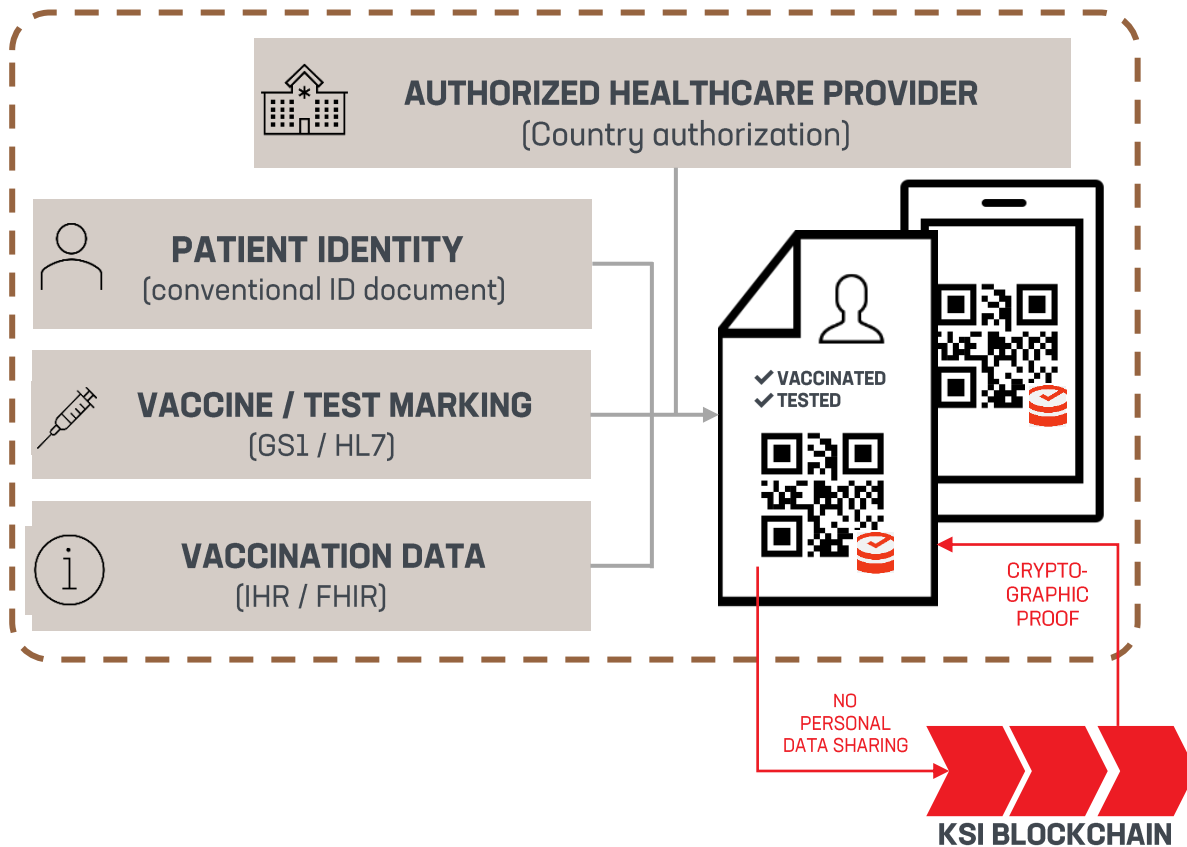 AUTHORIZED HEALTHCARE PROVIDER
(Country authorization)
PATIENT IDENTITY
(conventional ID document)
VACCINE / TEST MARKING
(GS1 / HL7)
VACCINATION DATA
(IHR / FHIR)
VACCINATED
TESTED
CRYPTO-
GRAPHIC
PROOF
NO
PERSONAL
DATA SHARING
KSI BLOCKCHAIN